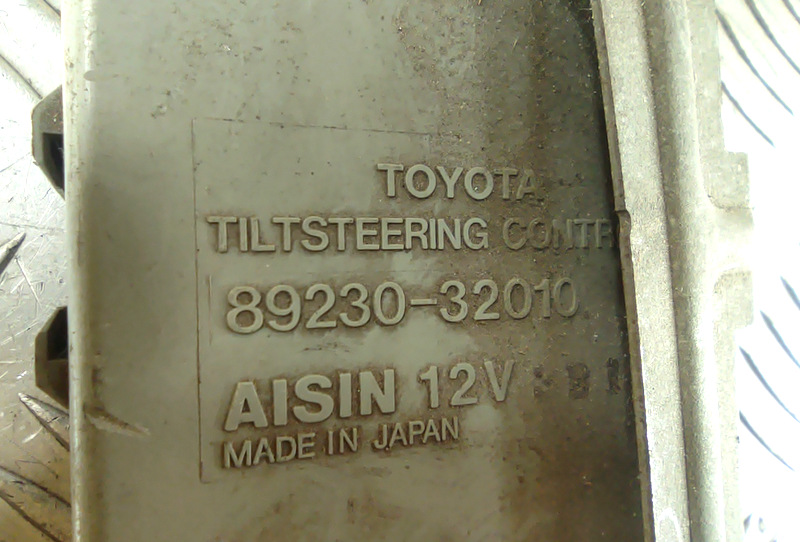 TOYOTA
TILTSTEERING CONTR
89230-32010
AISIN 12V
MADE IN JAPAN